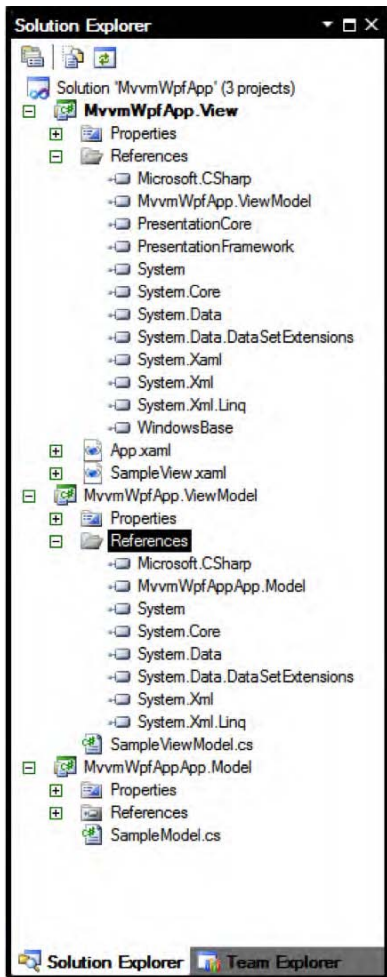 Solution Explorer
Solution 'MvvmWpfApp' (3 projects)
MvvmWpfApp.View
Properties
References
Microsoft.CSharp
MvvmWpfApp.ViewModel
PresentationCore
PresentationFramework
System
System.Core
System.Data
System.Data.DataSetExtensions
System.Xaml
System.Xml
System.Xml.Linq
WindowsBase
App.xaml
SampleView.xaml
MvvmWpfApp.ViewModel
Properties
References
Microsoft.CSharp
MvvmWpfAppApp.Model
System
System.Core
System.Data
System.Data.DataSetExtensions
System.Xml
System.Xml.Linq
SampleViewModel.cs
MvvmWpfAppApp.Model
Properties
References
SampleModel.cs
Solution Explorer Team Explorer